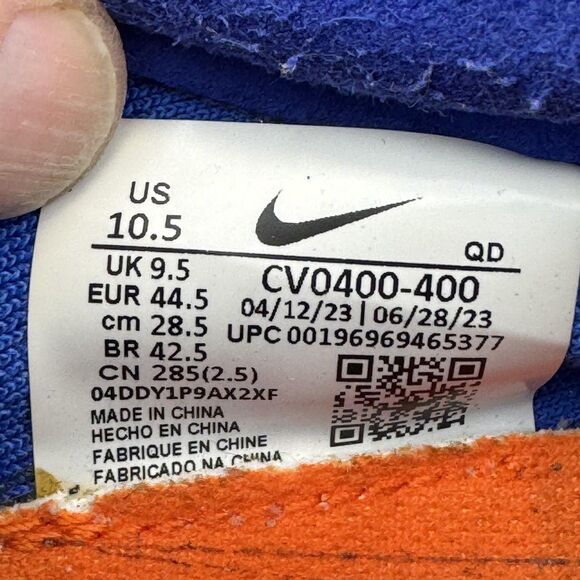 US
10.5
QD
UK 9.5
EUR 44.5
cm 28.5
BR 42.5
CN 285(2.5)
CV0400-400
04/12/23 | 06/28/23
UPC 00196969465377
04DDY1P9AX2XF
MADE IN CHINA
HECHO EN CHINA
FABRIQUE EN CHINE
FABRICADO NA CHINA